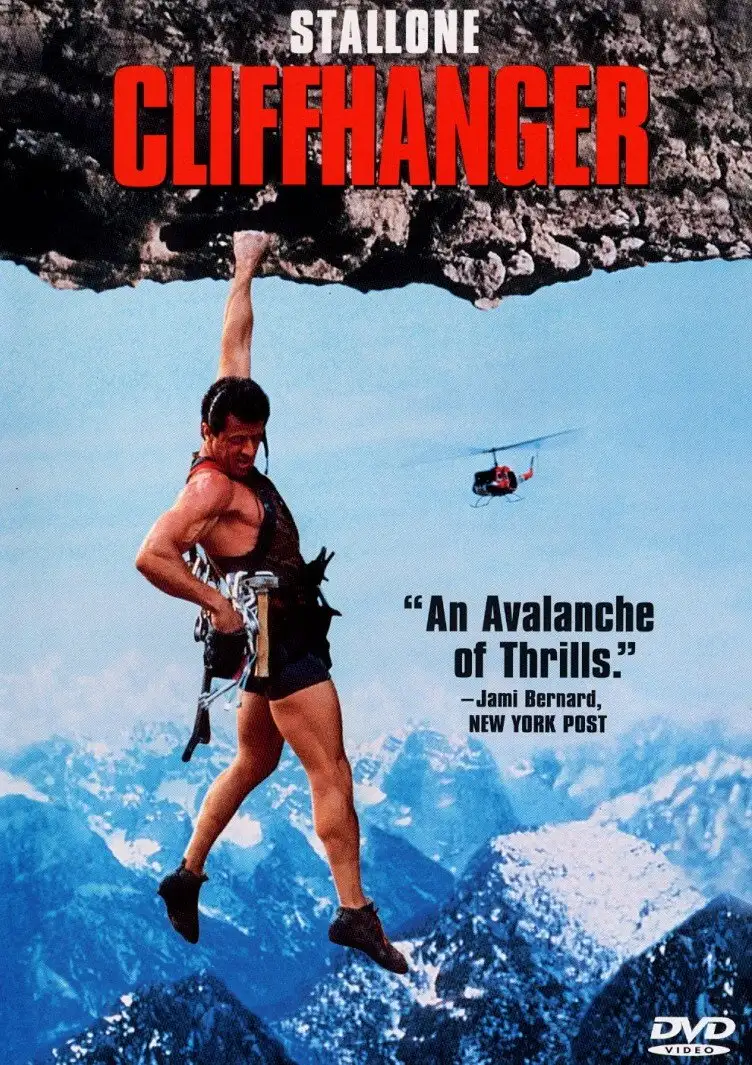 STALLONE
CLIFFHANGER
“An Avalanche
of Thrills.”
–Jami Bernard,
NEW YORK POST
DVD
VIDEO